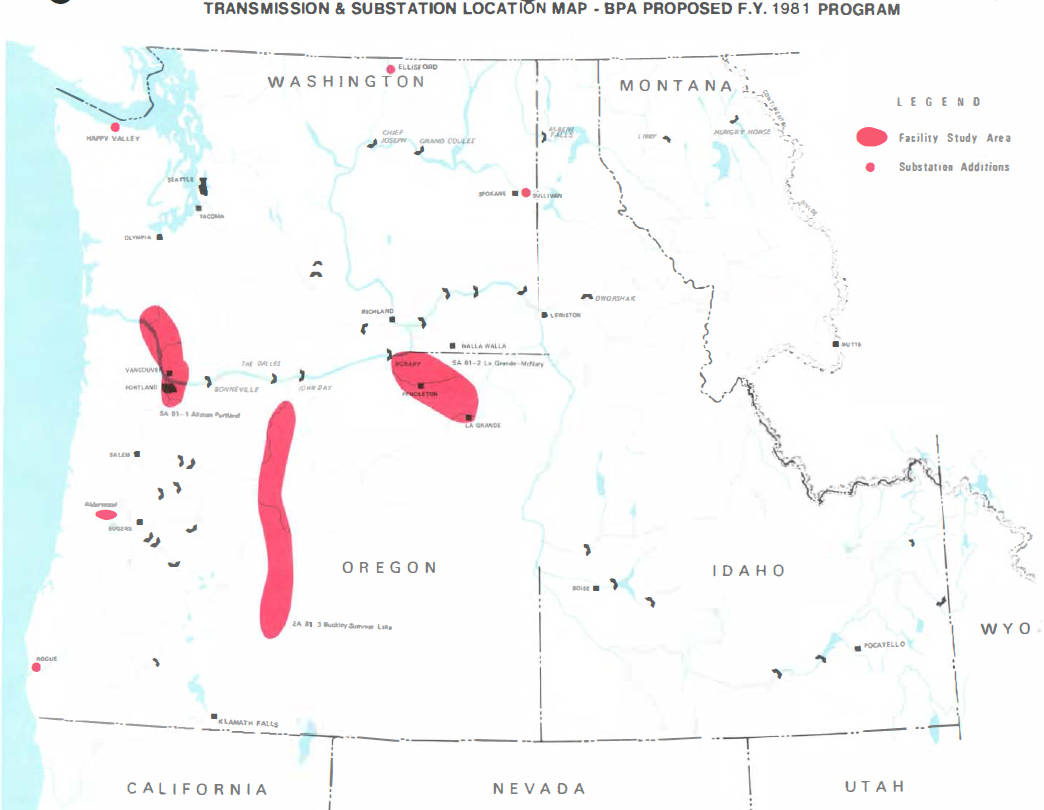 TRANSMISSION & SUBSTATION LOCATION MAP - BPA PROPOSED F.Y. 1981 PROGRAM
ELLISFORD
WASHINGTON
MONTANA
LEGEND
CONTINENTAL
HAPPY VALLEY
CHIEF
JOSEPH
GRAND COULEE
ALBENI
FALLS
LIBBY
HUNGRY HORSE
Facility Study Area
Substation Additions
SEATTLE
SPOKANE
SULLIVAN
TACOMA
DIVIDE
OLYMPIA
DWORSHAK
RICHLAND
LEWISTON
WALLA WALLA
BUTTE
McNARY
SA 81-2 La Grande-McNary
THE DALLES
VANCOUVER
PORTLAND
BONNEVILLE
JOHN DAY
PENDLETON
SA 81-1 Allston Portland
LA GRANDE
SALEM
EUGENE
OREGON
IDAHO
BOISE
SA 81-3 Buckley-Summer Lake
WYO
POCATELLO
ROGUE
KLAMATH FALLS
CALIFORNIA
NEVADA
UTAH